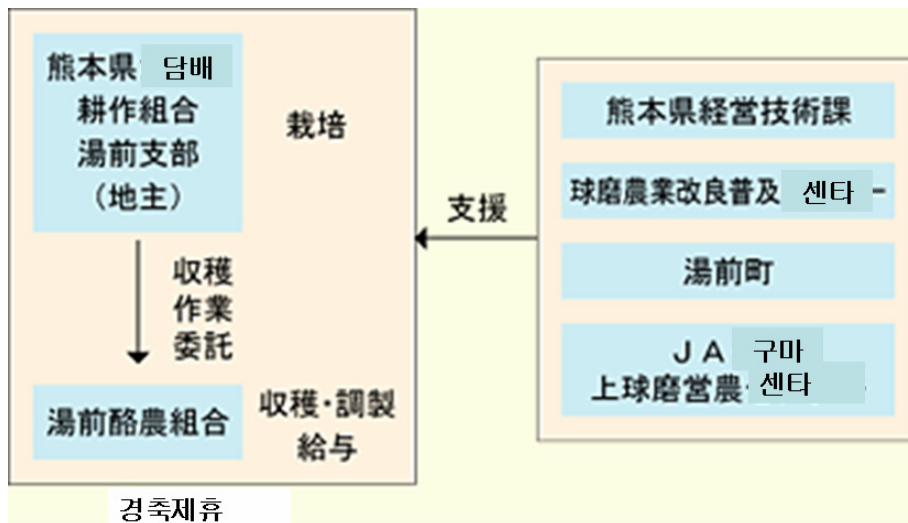 熊本県 담배
耕作組合
湯前支部
(地主)
栽培
収穫
作業
委託
湯前酪農組合
収穫・調製
給与
경축제휴
支援
熊本県経営技術課
球磨農業改良普及 센타 ー
湯前町
JA 구마
上球磨営農 센타